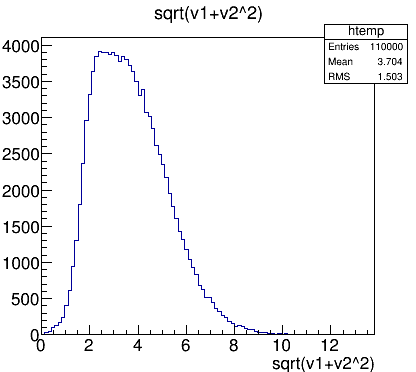 sqrt(v1+v2^2)
htemp
Entries 110000
Mean 3.704
RMS 1.503
4000
3500
3000
2500
2000
1500
1000
500
0
0 2 4 6 8 10 12
sqrt(v1+v2^2)